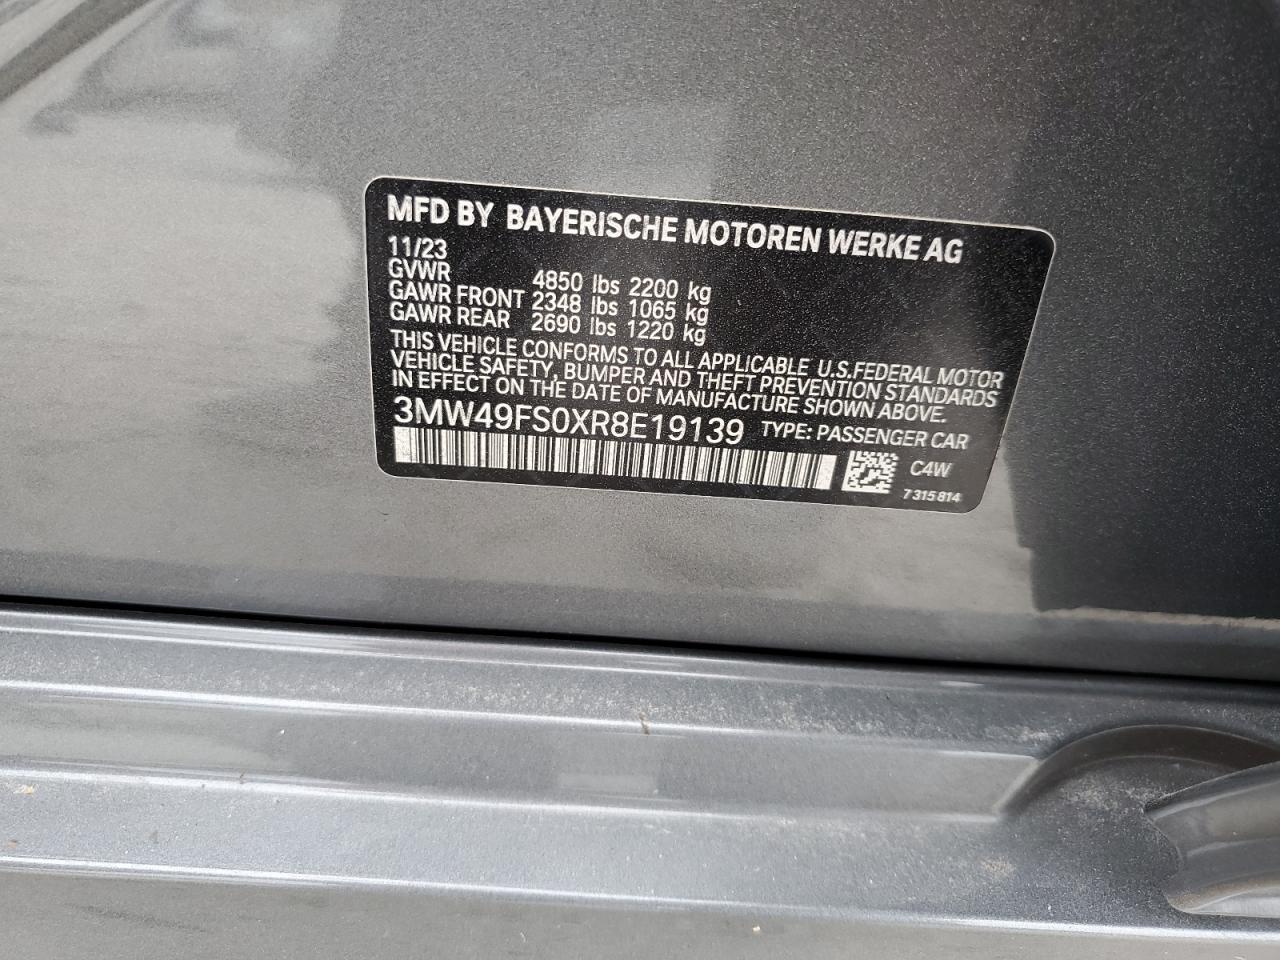 MFD BY BAYERISCHE MOTOREN WERKE AG
11/23
GVWR 4850 lbs 2200 kg
GAWR FRONT 2348 lbs 1065 kg
GAWR REAR 2690 lbs 1220 kg
THIS VEHICLE CONFORMS TO ALL APPLICABLE U.S.FEDERAL MOTOR
VEHICLE SAFETY, BUMPER AND THEFT PREVENTION STANDARDS
IN EFFECT ON THE DATE OF MANUFACTURE SHOWN ABOVE.
3MW49FS0XR8E19139 TYPE: PASSENGER CAR
C4W
7 315 814